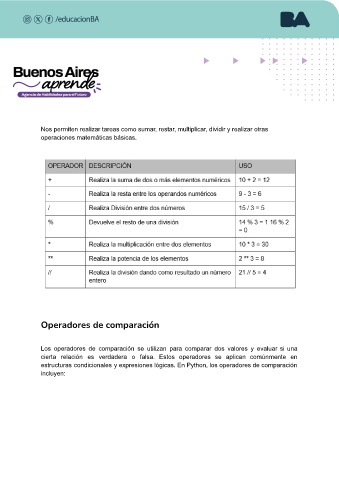 /educacionBA
BA
Buenos Aires
aprende
Agencia de Habilidades para el Futuro
Nos permiten realizar tareas como sumar, restar, multiplicar, dividir y realizar otras
operaciones matemáticas básicas.
OPERADOR DESCRIPCIÓN USO
+ Realiza la suma de dos o más elementos numéricos 10 + 2 = 12
- Realiza la resta entre los operandos numéricos 9 - 3 = 6
/ Realiza División entre dos números 15 / 3 = 5
% Devuelve el resto de una división 14 % 3 = 1 16 % 2
= 0
* Realiza la multiplicación entre dos elementos 10 * 3 = 30
** Realiza la potencia de los elementos 2 ** 3 = 8
// Realiza la división dando como resultado un número 21 // 5 = 4
entero
Operadores de comparación
Los operadores de comparación se utilizan para comparar dos valores y evaluar si una
cierta relación es verdadera o falsa. Estos operadores se aplican comúnmente en
estructuras condicionales y expresiones lógicas. En Python, los operadores de comparación
incluyen: